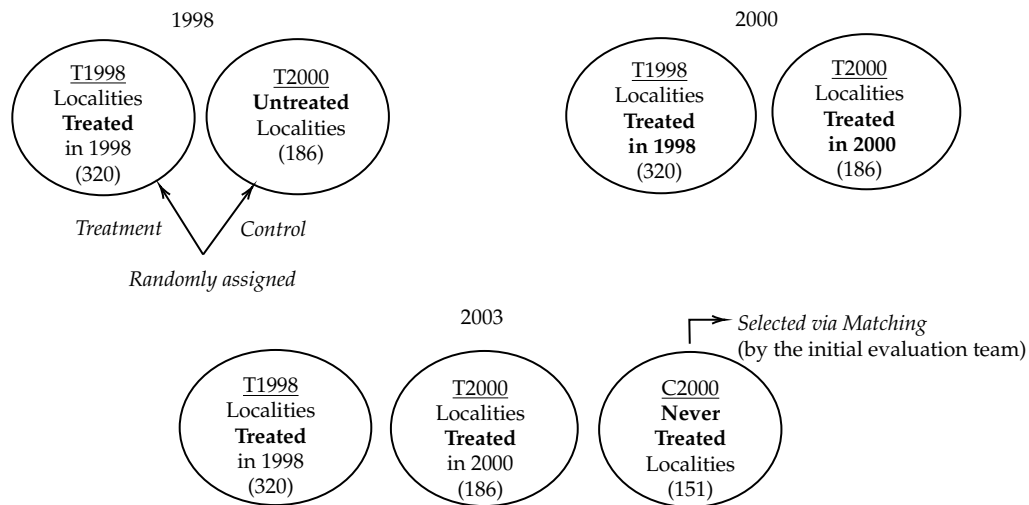 1998
T1998
Localities
Treated
in 1998
(320)
T2000
Untreated
Localities
(186)
Treatment
Control
Randomly assigned
2000
T1998
Localities
Treated
in 1998
(320)
T2000
Localities
Treated
in 2000
(186)
2003
T1998
Localities
Treated
in 1998
(320)
T2000
Localities
Treated
in 2000
(186)
C2000
Never
Treated
Localities
(151)
Selected via Matching
(by the initial evaluation team)